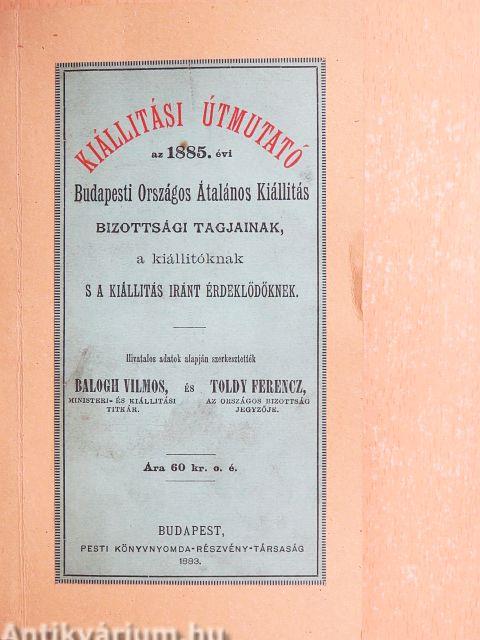 KIÁLLITÁSI ÚTMUTATÓ
az 1885. évi
Budapesti Országos Átalános Kiállitás
BIZOTTSÁGI TAGJAINAK,
a kiállitóknak
S A KIÁLLITÁS IRÁNT ÉRDEKLŐDŐKNEK.
Hivatalos adatok alapján szerkesztették
BALOGH VILMOS, és TOLDY FERENCZ,
MINISTERI- ÉS KIÁLLITÁSI AZ ORSZÁGOS BIZOTTSÁG
TITKÁR. JEGYZŐJE.
Ára 60 kr. o. é.
BUDAPEST,
PESTI KÖNYVNYOMDA-RÉSZVÉNY-TÁRSASÁG
1883.
Antikvárium.hu